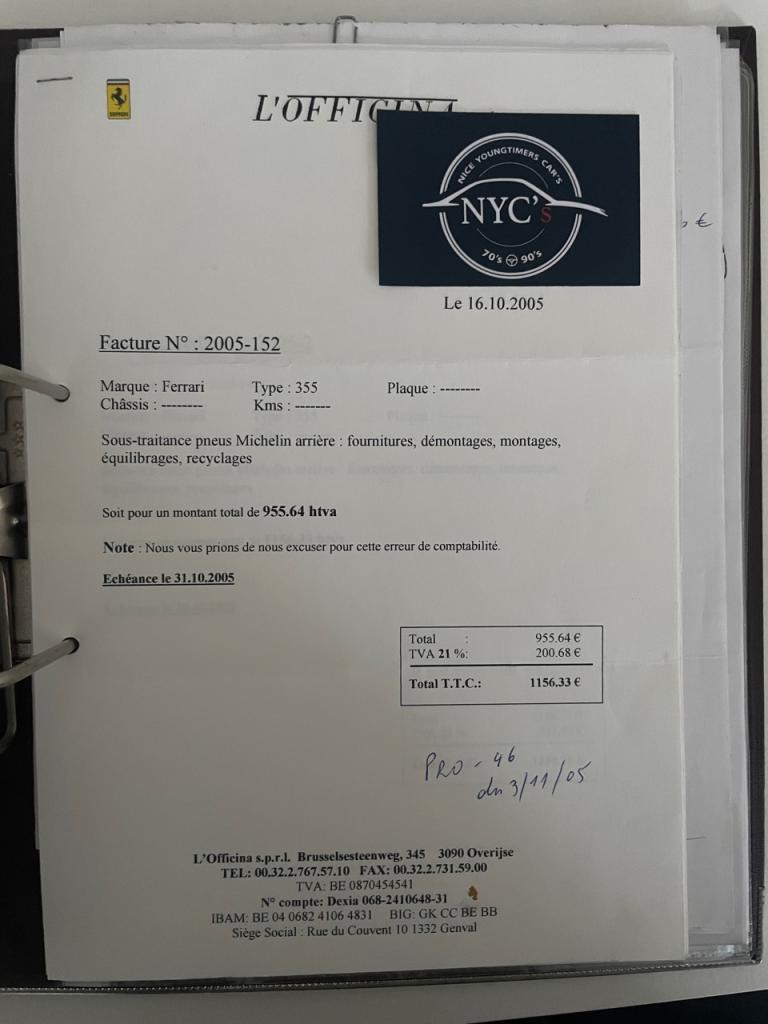 L'OFFICINA
FERRARI
NICE YOUNGTIMERS CAR'S
NYC's
70's 90's
€
Le 16.10.2005
Facture N° : 2005-152
Marque : Ferrari Type : 355 Plaque : --------
Châssis : -------- Kms : -------
Sous-traitance pneus Michelin arrière : fournitures, démontages, montages,
équilibrages, recyclages
Soit pour un montant total de 955.64 htva
Note : Nous vous prions de nous excuser pour cette erreur de comptabilité.
Echéance le 31.10.2005
Total : 955.64 €
TVA 21 %: 200.68 €
Total T.T.C.: 1156.33 €
PRO - 46
du 3/11/05
L'Officina s.p.r.l. Brusselsesteenweg, 345 3090 Overijse
TEL: 00.32.2.767.57.10 FAX: 00.32.2.731.59.00
TVA: BE 0870454541
N° compte: Dexia 068-2410648-31
IBAM: BE 04 0682 4106 4831 BIG: GK CC BE BB
Siège Social : Rue du Couvent 10 1332 Genval